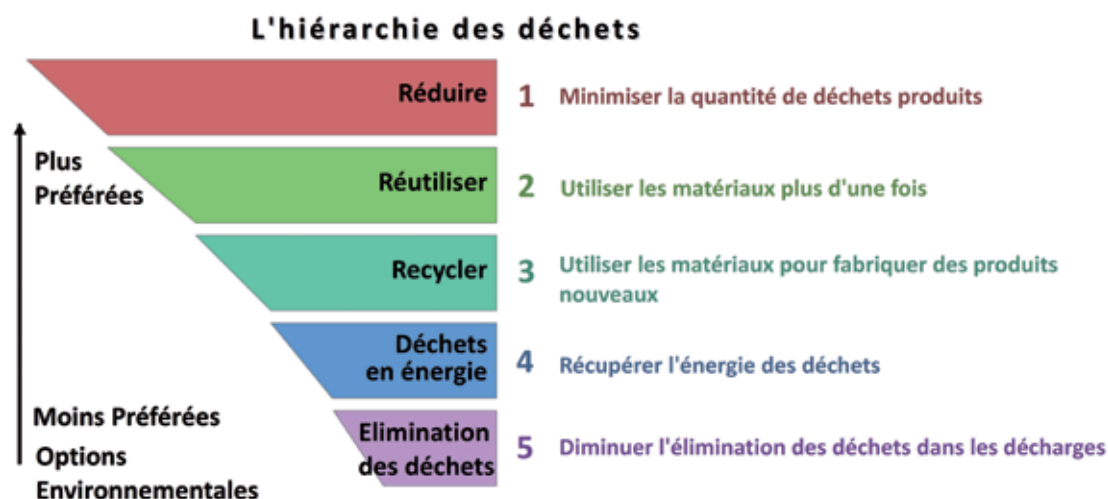 L'hiérarchie des déchets
Réduire
1 Minimiser la quantité de déchets produits
Plus
Préférées
Réutiliser
2 Utiliser les matériaux plus d'une fois
Recycler
3 Utiliser les matériaux pour fabriquer des produits
nouveaux
Déchets
en énergie
4 Récupérer l'énergie des déchets
Moins Préférées
Options
Environnementales
Elimination
des déchets
5 Diminuer l'élimination des déchets dans les décharges